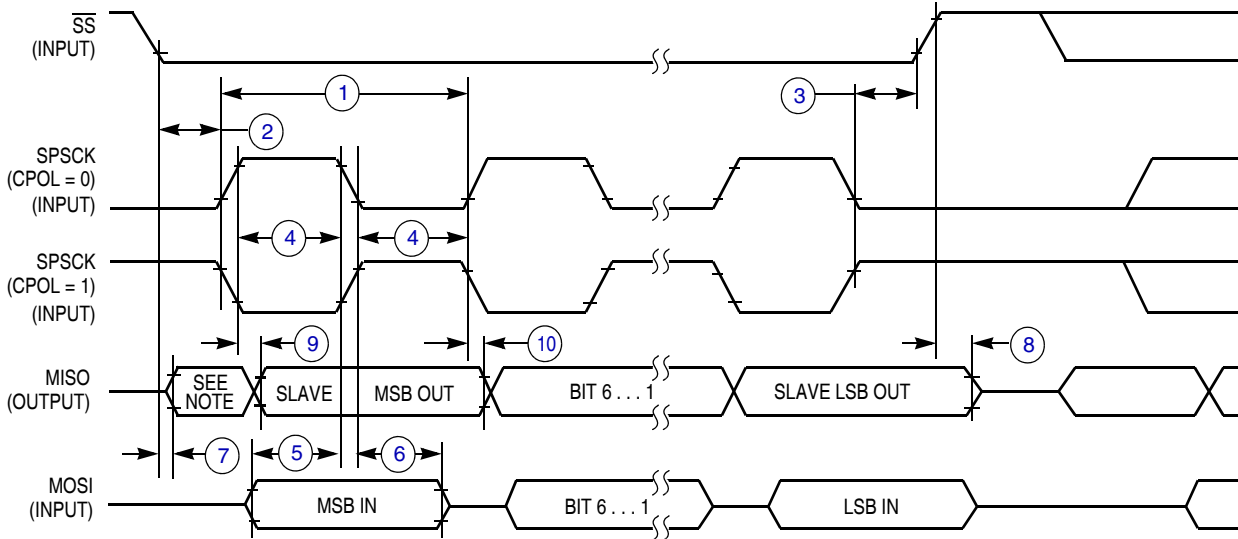 SS
(INPUT)
1
3
2
SPSCK
(CPOL = 0)
(INPUT)
4
4
SPSCK
(CPOL = 1)
(INPUT)
9
10
8
MISO
(OUTPUT)
SEE
NOTE
SLAVE
MSB OUT
BIT 6 . . . 1
SLAVE LSB OUT
7
5
6
MOSI
(INPUT)
MSB IN
BIT 6 . . . 1
LSB IN